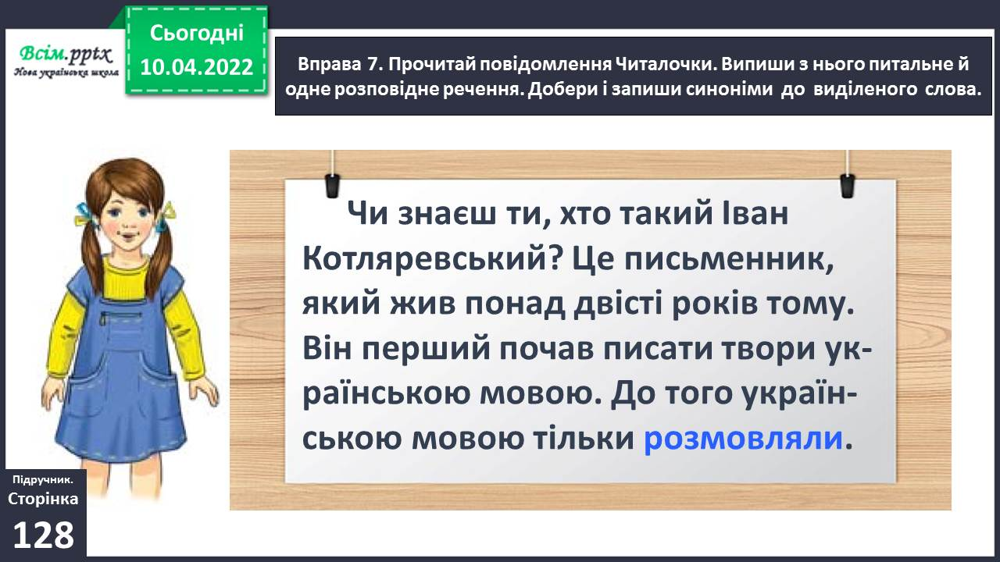 Всім.pptx
Нова українська школа
Сьогодні
10.04.2022
Вправа 7. Прочитай повідомлення Читалочки. Випиши з нього питальне й
одне розповідне речення. Добери і запиши синоніми до виділеного слова.
Чи знаєш ти, хто такий Іван
Котляревський? Це письменник,
який жив понад двісті років тому.
Він перший почав писати твори ук-
раїнською мовою. До того україн-
ською мовою тільки розмовляли.
Підручник.
Сторінка
128